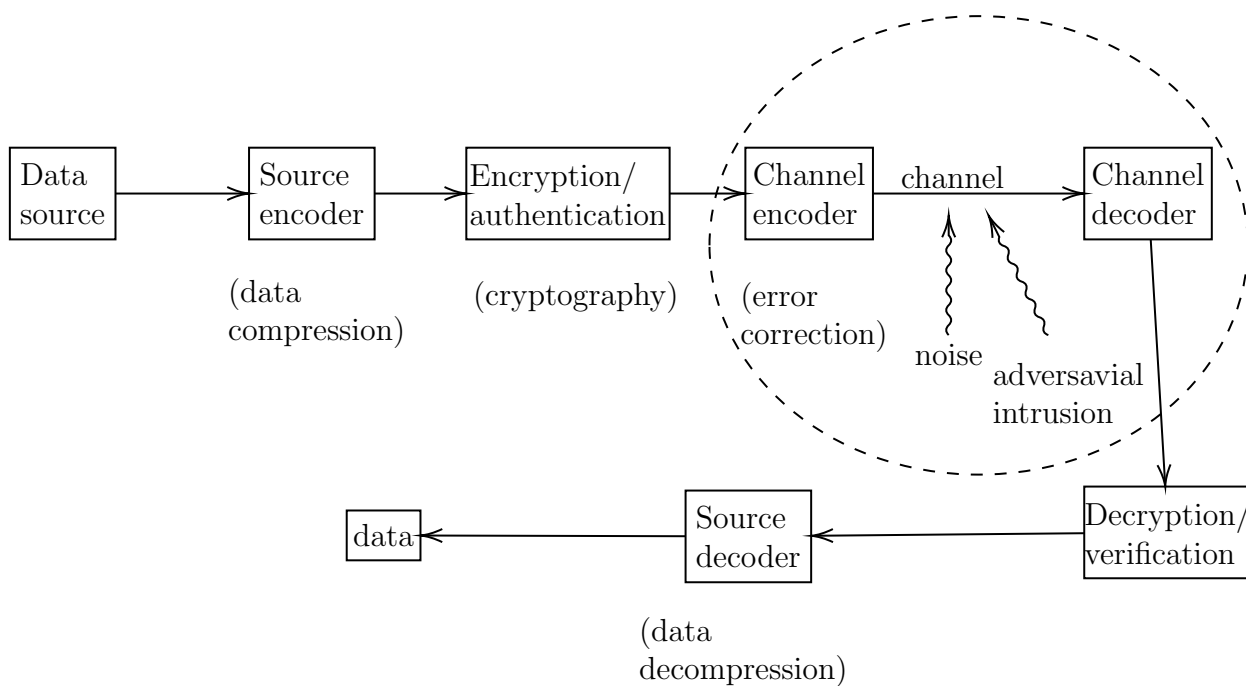 Data
source
Source
encoder
Encryption/
authentication
Channel
encoder
channel
Channel
decoder
(data
compression)
(cryptography)
(error
correction)
noise
adversavial
intrusion
data
Source
decoder
Decryption/
verification
(data
decompression)